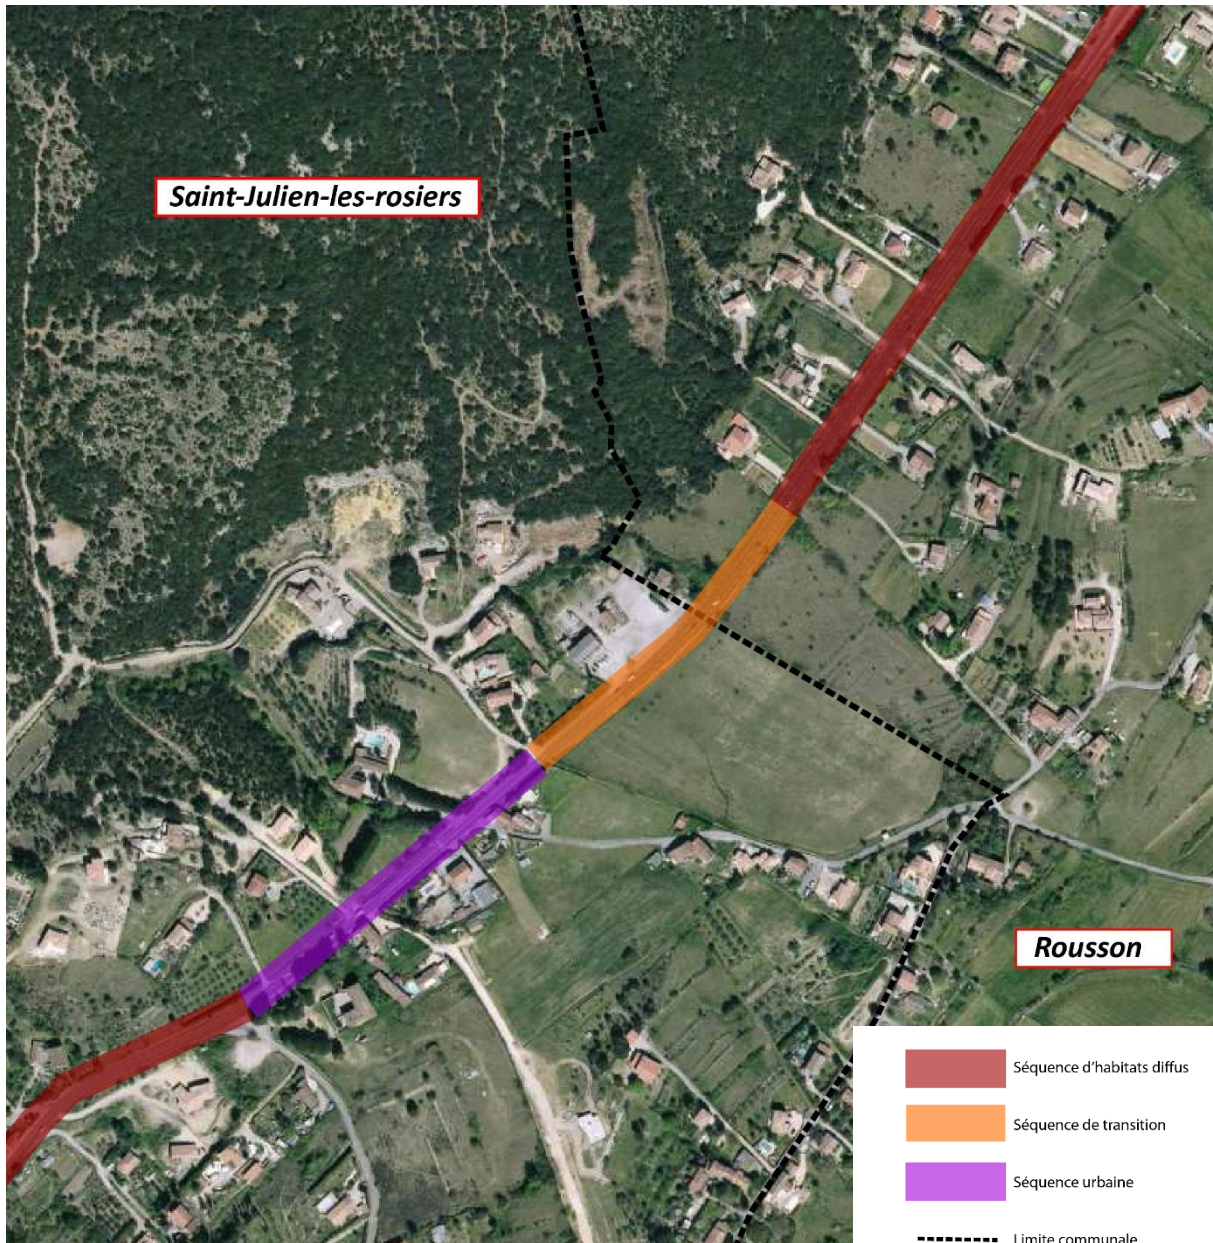 Saint-Julien-les-rosiers
Rousson
Séquence d'habitats diffus
Séquence de transition
Séquence urbaine
Limite communale